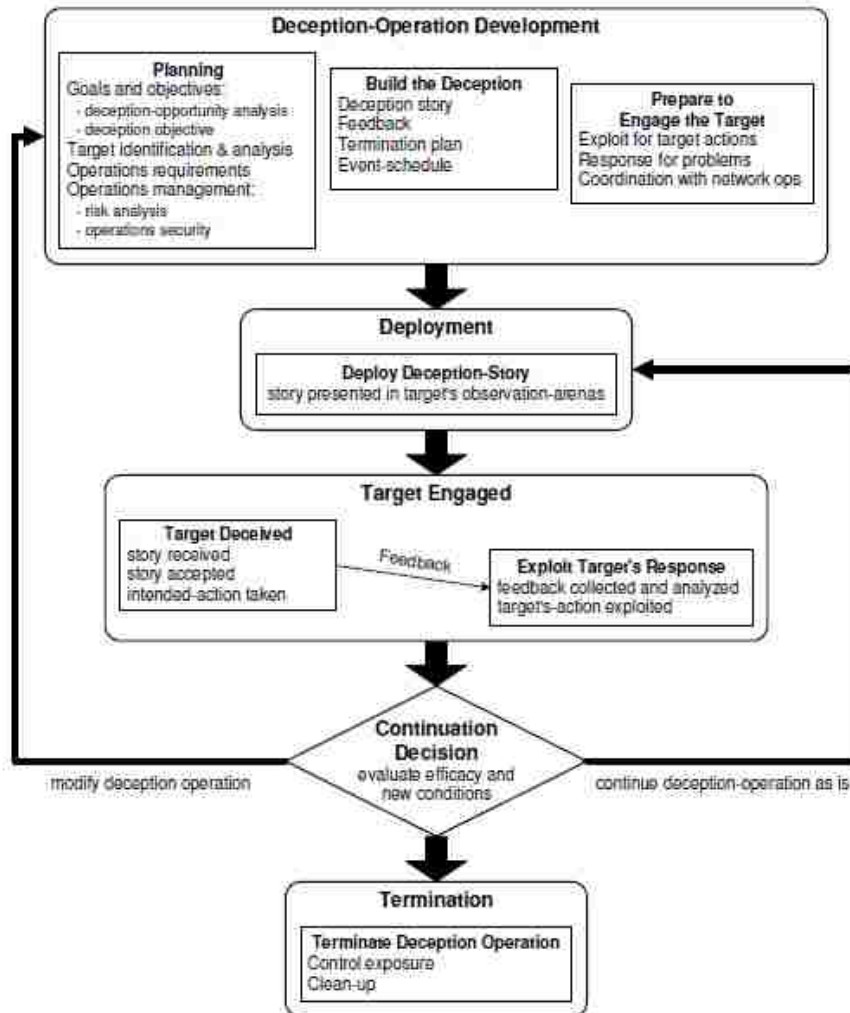 Deception-Operation Development
Planning
Goals and objectives:
- deception-opportunity analysis
- deception objective
Target identification & analysis
Operations requirements
Operations management:
- risk analysis
- operations security
Build the Deception
Deception story
Feedback
Termination plan
Event-schedule
Prepare to
Engage the Target
Exploit for target actions
Response for problems
Coordination with network ops
Deployment
Deploy Deception-Story
story presented in target's observation-arenas
Target Engaged
Target Deceived
story received
story accepted
intended-action taken
Feedback
Exploit Target's Response
feedback collected and analyzed
target's-action exploited
Continuation
Decision
evaluate efficacy and
new conditions
modify deception operation
continue deception-operation as is
Termination
Terminate Deception Operation
Control exposure
Clean-up